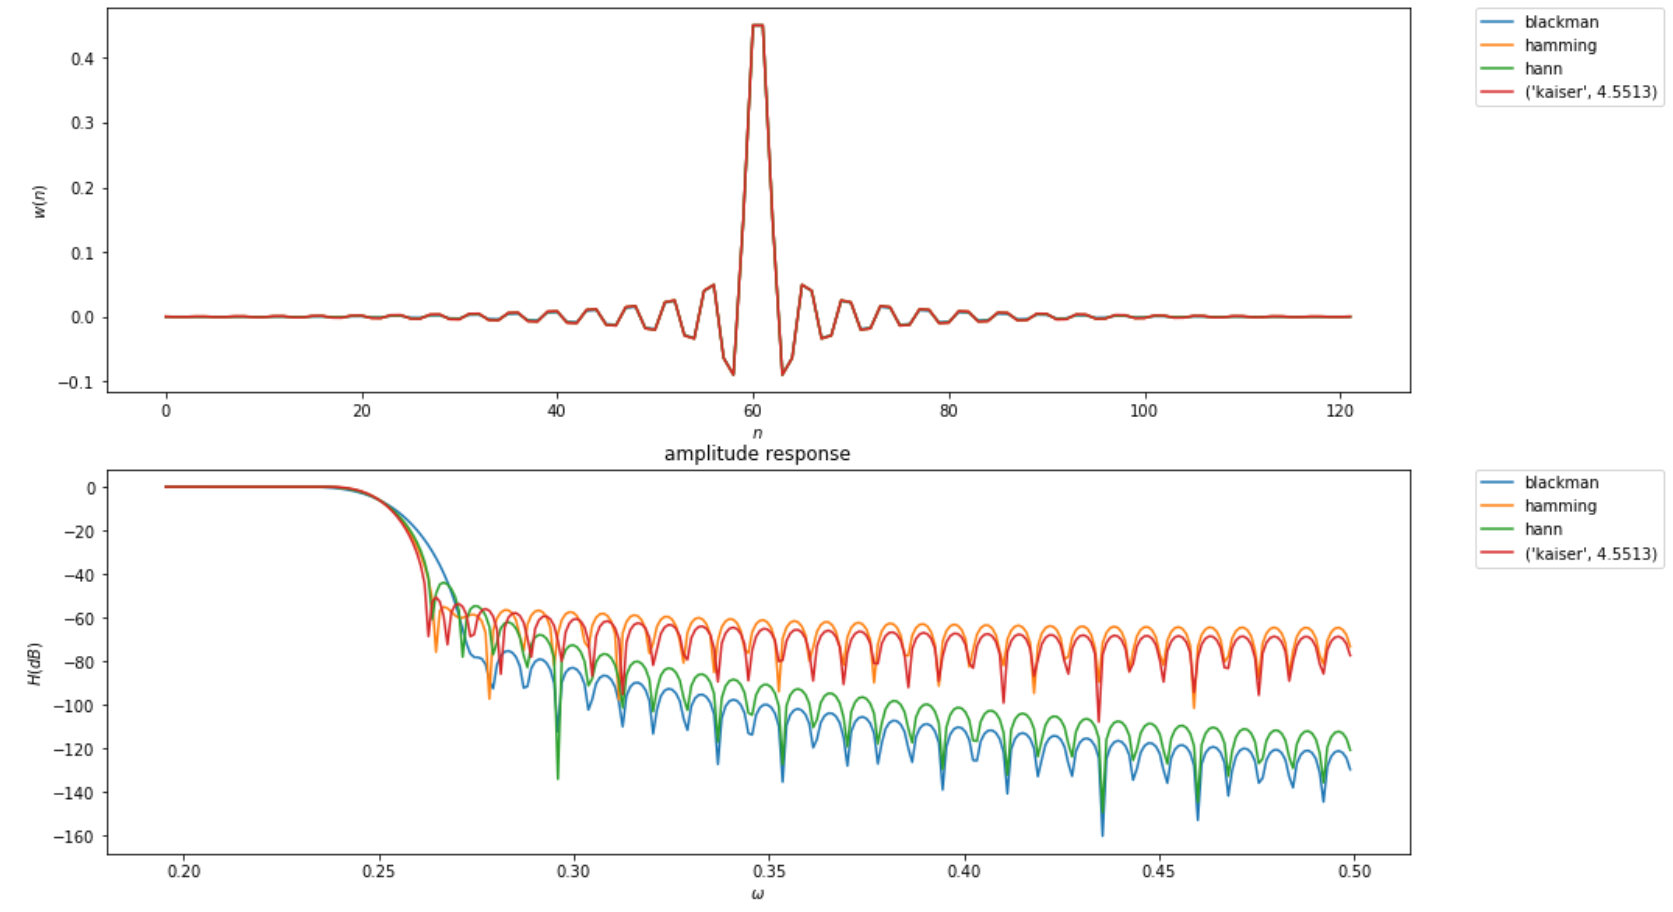 blackman
hamming
hann
('kaiser', 4.5513)
0.4
0.3
0.2
0.1
0.0
−0.1
w(n)
0 20 40 60 80 100 120
n
amplitude response
blackman
hamming
hann
('kaiser', 4.5513)
0
−20
−40
−60
−80
−100
−120
−140
−160
H(dB)
0.20 0.25 0.30 0.35 0.40 0.45 0.50
ω